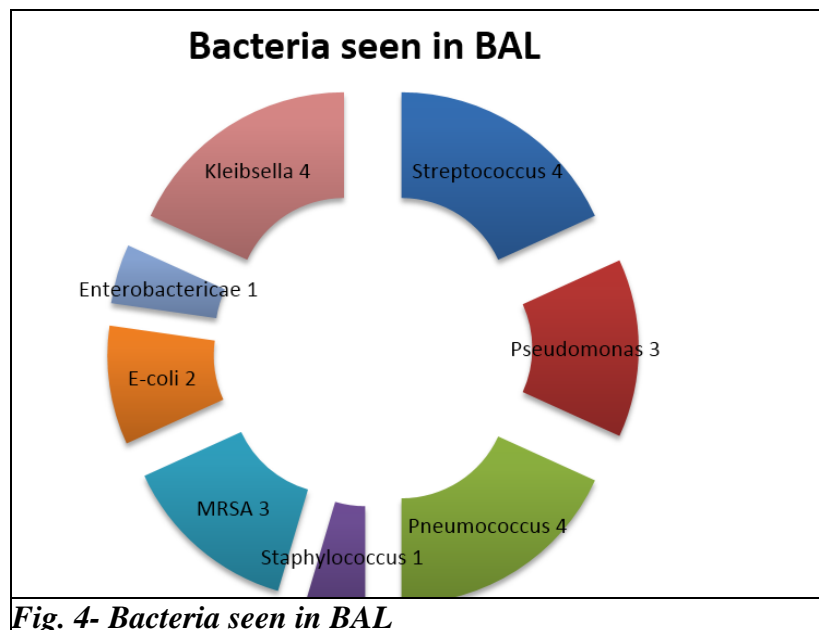 Bacteria seen in BAL
Kleibsella 4
Streptococcus 4
Enterobactericae 1
Pseudomonas 3
E-coli 2
MRSA 3
Pneumococcus 4
Staphylococcus 1
Fig. 4- Bacteria seen in BAL